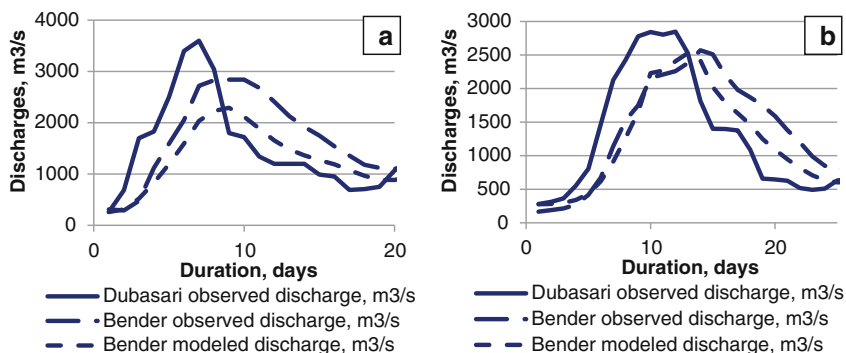 4000
3000
2000
1000
0
Discharges, m3/s
a
0
10
20
Duration, days
Dubasari observed discharge, m3/s
Bender observed discharge, m3/s
Bender modeled discharge, m3/s
3000
2500
2000
1500
1000
500
0
Discharges, m3/s
b
0
10
20
Duration, days
Dubasari observed discharge, m3/s
Bender observed discharge, m3/s
Bender modeled discharge, m3/s